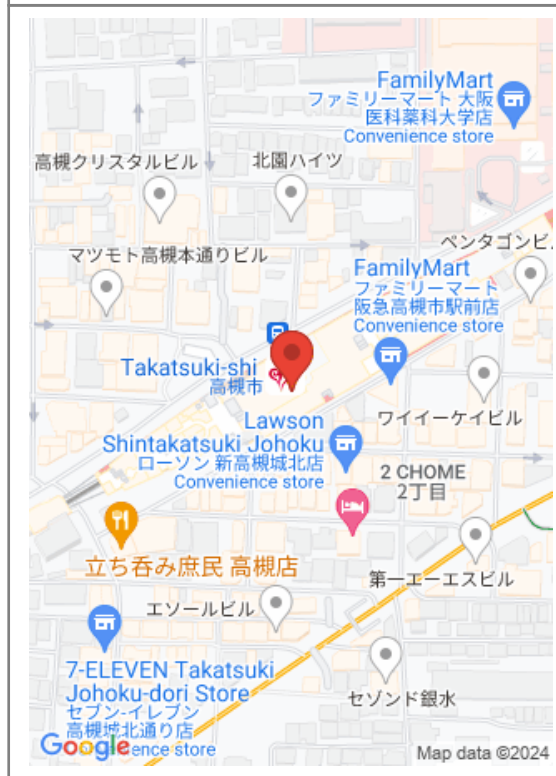 FamilyMart
ファミリーマート 大阪
医科薬科大学店
Convenience store
高槻クリスタルビル
北園ハイツ
ペンタゴンビ
マツモト高槻本通りビル
FamilyMart
ファミリーマート
阪急高槻市駅前店
Convenience store
Takatsuki-shi
高槻市
ワイイーケイビル
Lawson
Shintakatsuki Johoku
ローソン 新高槻城北店
Convenience store
2 CHOME
2丁目
立ち呑み庶民 高槻店
第一エーエスビル
エソールビル
7-ELEVEN Takatsuki
Johoku-dori Store
セブン-イレブン
高槻城北通り店
ence store
セゾンド銀水
Google
Map data ©2024